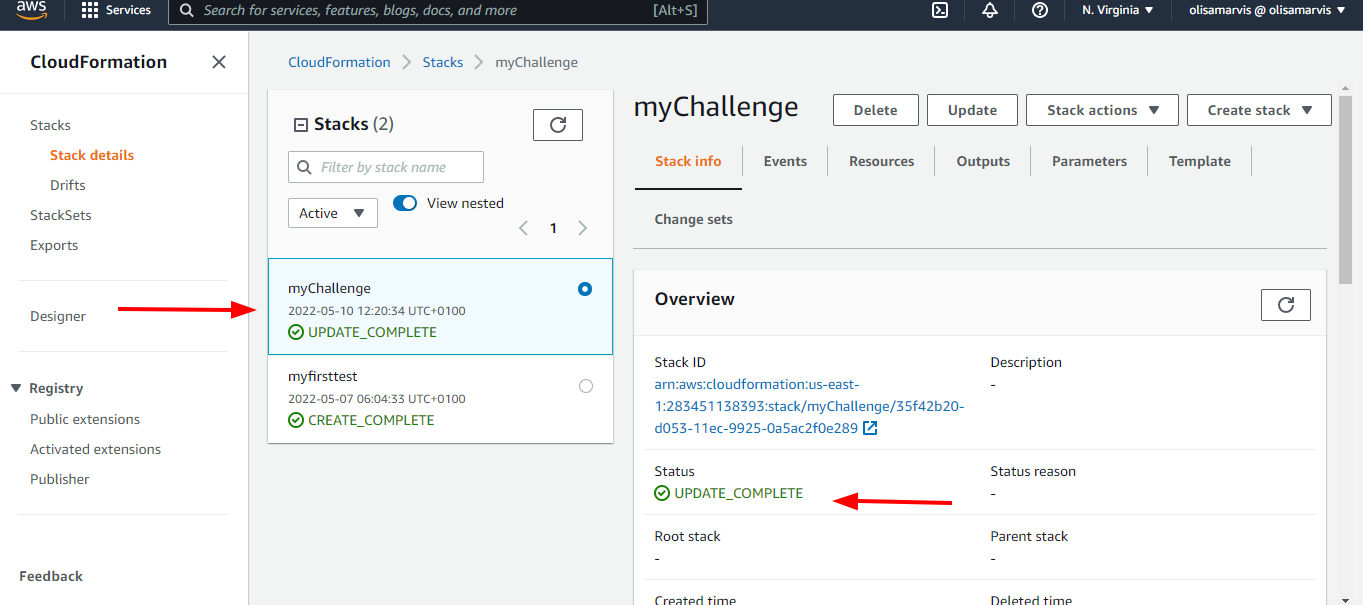 aws
Services
Search for services, features, blogs, docs, and more
[Alt+S]
N. Virginia
olisamarvis @ olisamarvis
CloudFormation
Stacks
Stack details
Drifts
StackSets
Exports
Designer
Registry
Public extensions
Activated extensions
Publisher
Feedback
CloudFormation
Stacks
myChallenge
Stacks (2)
Filter by stack name
Active
View nested
1
myChallenge
2022-05-10 12:20:34 UTC+0100
UPDATE_COMPLETE
myfirsttest
2022-05-07 06:04:33 UTC+0100
CREATE_COMPLETE
myChallenge
Delete
Update
Stack actions
Create stack
Stack info
Events
Resources
Outputs
Parameters
Template
Change sets
Overview
Stack ID
arn:aws:cloudformation:us-east-
1:283451138393:stack/myChallenge/35f42b20-
d053-11ec-9925-0a5ac2f0e289
Description
-
Status
UPDATE_COMPLETE
Status reason
-
Root stack
-
Parent stack
-
Created time
Deleted time